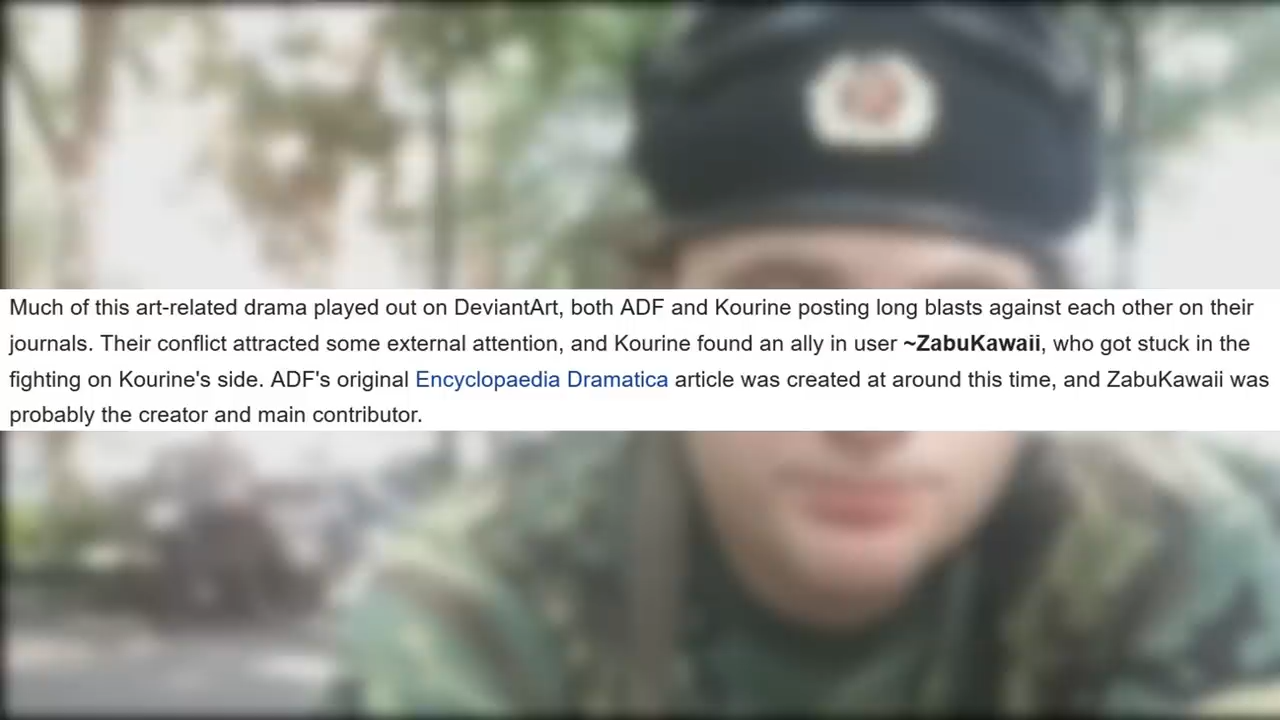 Much of this art-related drama played out on DeviantArt, both ADF and Kourine posting long blasts against each other on their
journals. Their conflict attracted some external attention, and Kourine found an ally in user ~ZabuKawaii, who got stuck in the
fighting on Kourine's side. ADF's original Encyclopaedia Dramatica article was created at around this time, and ZabuKawaii was
probably the creator and main contributor.